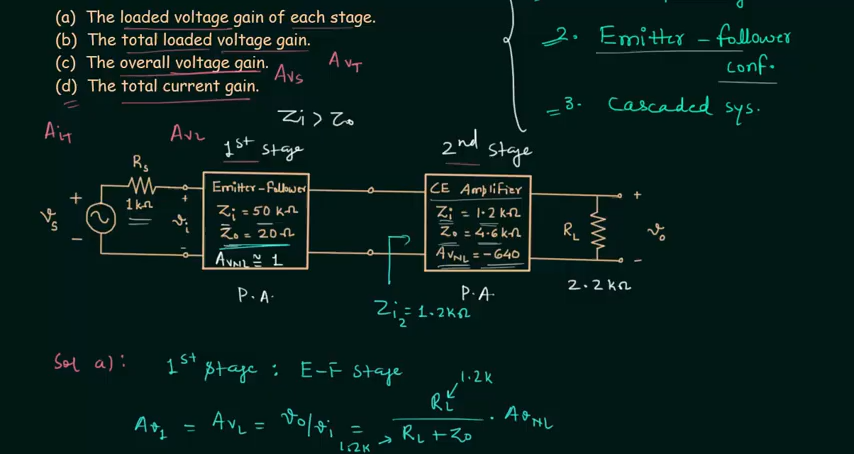 (a) The loaded voltage gain of each stage.
(b) The total loaded voltage gain.
(c) The overall voltage gain.
(d) The total current gain.
AvS
AvT
AiT
AvL
Zi > Zo
2. Emitter - follower
conf.
3. Cascaded sys.
1st stage
2nd stage
Rs
1kΩ
+
vs
-
+
vi
-
Emitter-Follower
Zi = 50 kΩ
Zo = 20 Ω
AvNL ≅ 1
P.A.
CE Amplifier
Zi = 1.2 kΩ
Zo = 4.6 kΩ
AvNL = -640
P.A.
RL
+
vo
-
2.2 kΩ
Zi2 = 1.2kΩ
Sol a): 1st stage : E-F stage
1.2K
Av1 = AvL = vo/vi = RL / RL + Zo . AvNL
1.2K